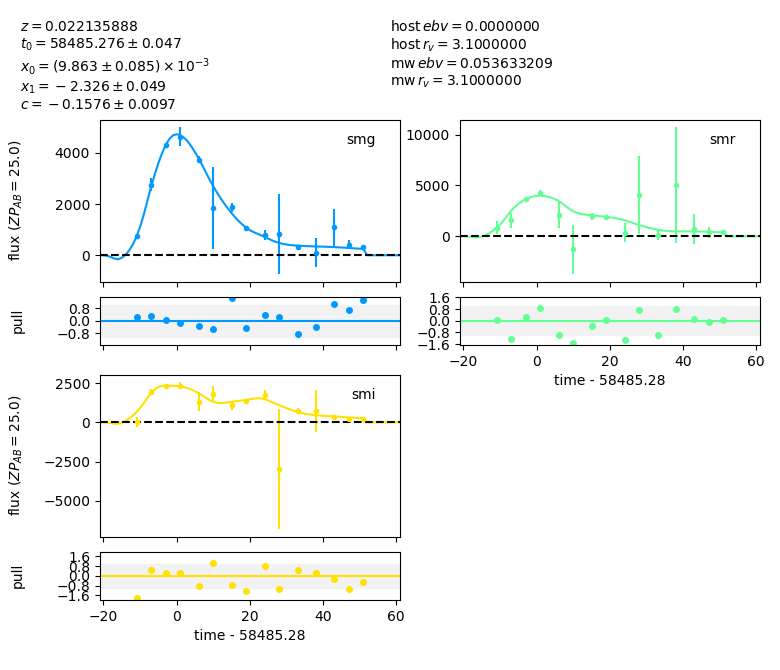 z = 0.022135888
t₀ = 58485.276 ± 0.047
x₀ = (9.863 ± 0.085) × 10⁻³
x₁ = −2.326 ± 0.049
c = −0.1576 ± 0.0097
host ebv = 0.0000000
host r_v = 3.1000000
mw ebv = 0.053633209
mw r_v = 3.1000000
flux (ZP_AB = 25.0)
4000
2000
0
smg
10000
5000
0
smr
pull
0.8
0.0
−0.8
1.6
0.8
0.0
−0.8
−1.6
−20
0
20
40
60
time - 58485.28
flux (ZP_AB = 25.0)
2500
0
−2500
−5000
smi
pull
1.6
0.8
0.0
−0.8
−1.6
−20
0
20
40
60
time - 58485.28